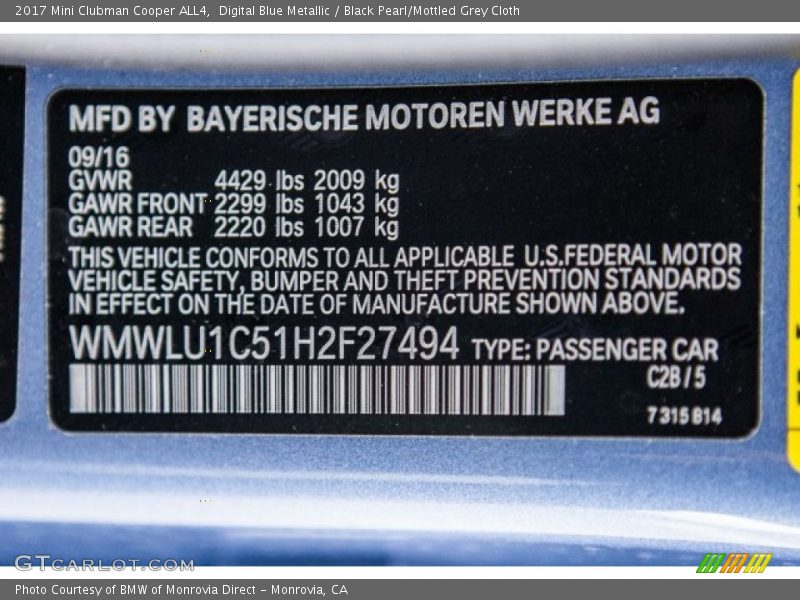 2017 Mini Clubman Cooper ALL4,  Digital Blue Metallic / Black Pearl/Mottled Grey Cloth
MFD BY BAYERISCHE MOTOREN WERKE AG
09/16
GVWR 4429 lbs 2009 kg
GAWR FRONT 2299 lbs 1043 kg
GAWR REAR 2220 lbs 1007 kg
THIS VEHICLE CONFORMS TO ALL APPLICABLE U.S.FEDERAL MOTOR
VEHICLE SAFETY, BUMPER AND THEFT PREVENTION STANDARDS
IN EFFECT ON THE DATE OF MANUFACTURE SHOWN ABOVE.
WMWLU1C51H2F27494 TYPE: PASSENGER CAR
C2B / 5
7 315 814
GTCARLOT.COM
Photo Courtesy of BMW of Monrovia Direct - Monrovia, CA